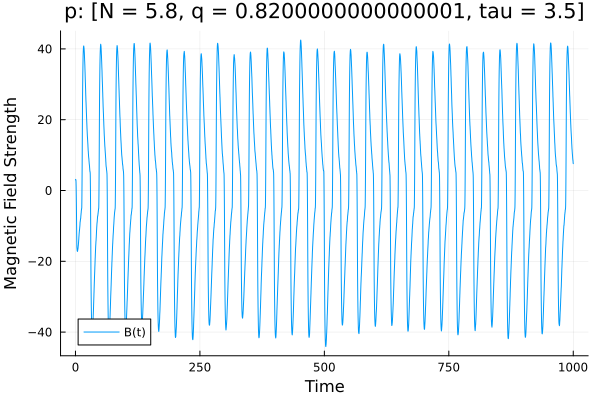 p: [N = 5.8, q = 0.8200000000000001, tau = 3.5]
Magnetic Field Strength
40
20
0
−20
−40
B(t)
0
250
500
750
1000
Time